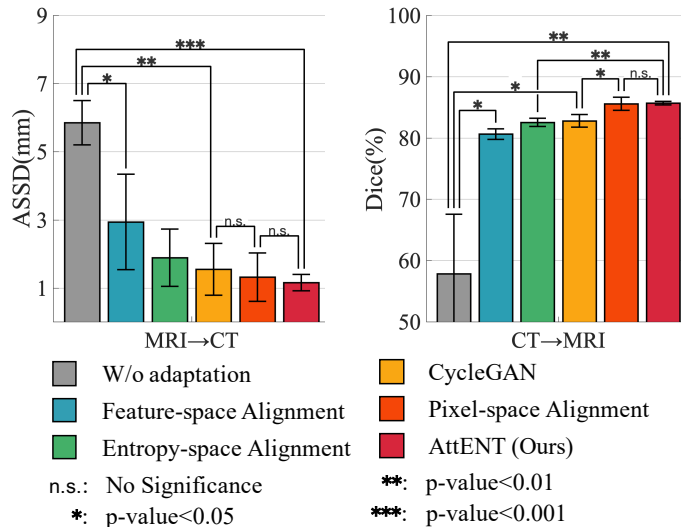 9
7
5
3
1
ASSD(mm)
***
**
*
n.s.
n.s.
MRI→CT
100
90
80
70
60
50
Dice(%)
**
**
*
*
n.s.
*
CT→MRI
W/o adaptation
CycleGAN
Feature-space Alignment
Pixel-space Alignment
Entropy-space Alignment
AttENT (Ours)
n.s.: No Significance
**: p-value<0.01
*: p-value<0.05
***: p-value<0.001